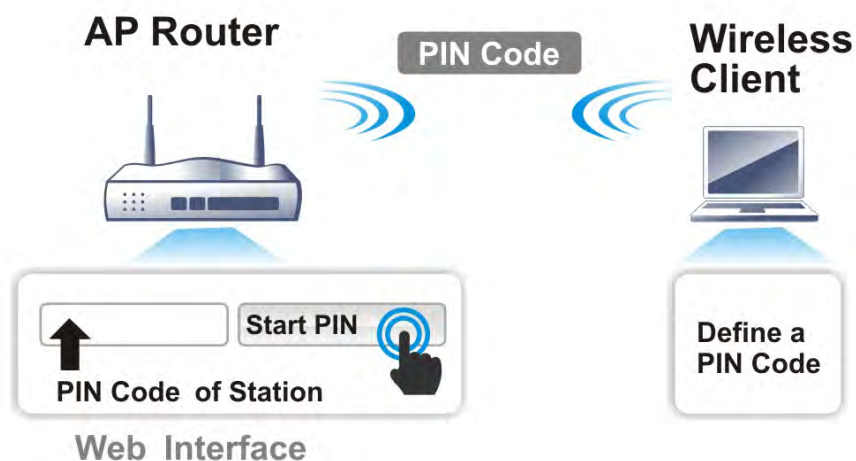 AP Router
PIN Code
Wireless
Client
Start PIN
PIN Code of Station
Define a
PIN Code
Web Interface